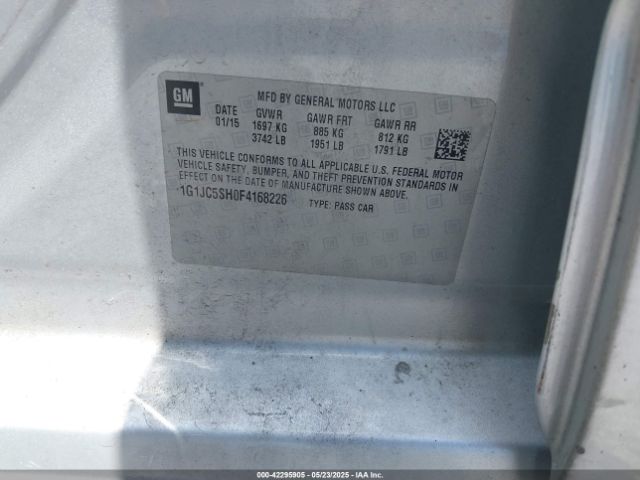 GM
MFD BY GENERAL MOTORS LLC
DATE GVWR GAWR FRT GAWR RR
01/15 1697 KG 885 KG 812 KG
3742 LB 1951 LB 1791 LB
THIS VEHICLE CONFORMS TO ALL APPLICABLE U.S. FEDERAL MOTOR
VEHICLE SAFETY, BUMPER, AND THEFT PREVENTION STANDARDS IN
EFFECT ON THE DATE OF MANUFACTURE SHOWN ABOVE.
1G1JC5SH0F4168226 TYPE: PASS CAR
000-42295905 - 05/23/2025 - IAAI.COM